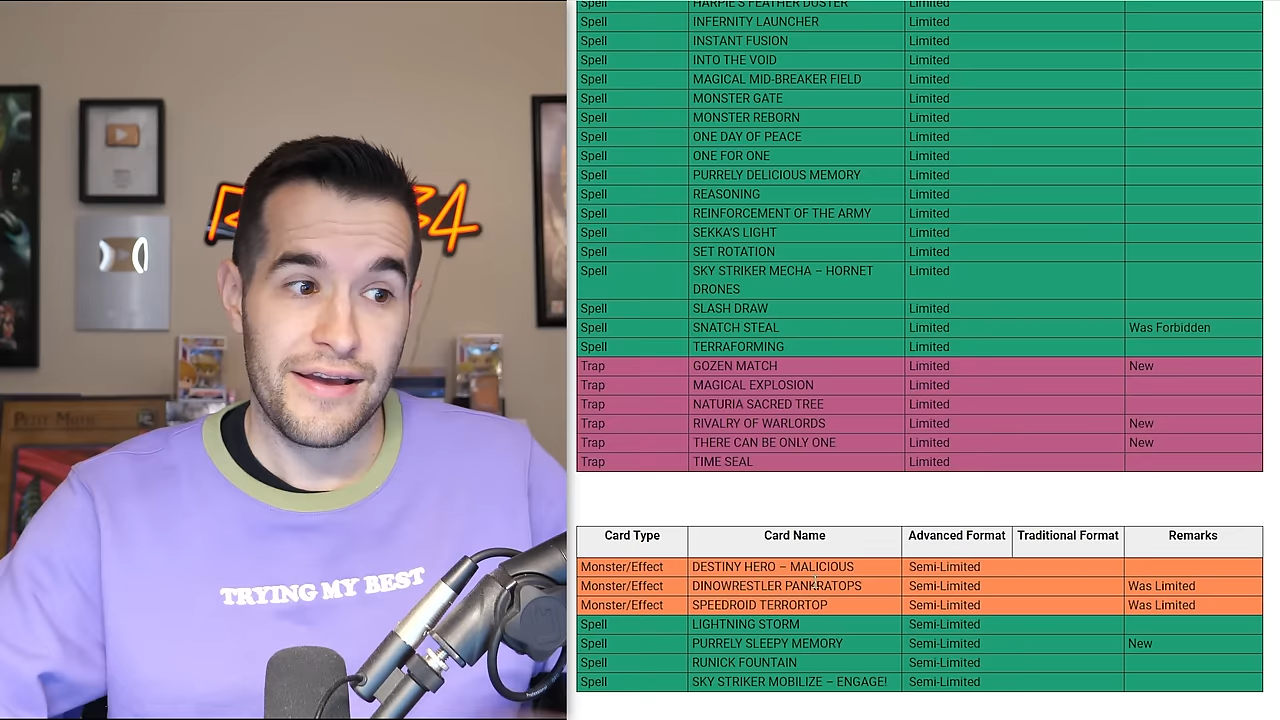 TRYING MY BEST
Spell HARPIE'S FEATHER DUSTER Limited
Spell INFERNITY LAUNCHER Limited
Spell INSTANT FUSION Limited
Spell INTO THE VOID Limited
Spell MAGICAL MID-BREAKER FIELD Limited
Spell MONSTER GATE Limited
Spell MONSTER REBORN Limited
Spell ONE DAY OF PEACE Limited
Spell ONE FOR ONE Limited
Spell PURRELY DELICIOUS MEMORY Limited
Spell REASONING Limited
Spell REINFORCEMENT OF THE ARMY Limited
Spell SEKKA'S LIGHT Limited
Spell SET ROTATION Limited
Spell SKY STRIKER MECHA – HORNET Limited
DRONES
Spell SLASH DRAW Limited
Spell SNATCH STEAL Limited Was Forbidden
Spell TERRAFORMING Limited
Trap GOZEN MATCH Limited New
Trap MAGICAL EXPLOSION Limited
Trap NATURIA SACRED TREE Limited
Trap RIVALRY OF WARLORDS Limited New
Trap THERE CAN BE ONLY ONE Limited New
Trap TIME SEAL Limited
Card Type Card Name Advanced Format Traditional Format Remarks
Monster/Effect DESTINY HERO – MALICIOUS Semi-Limited
Monster/Effect DINOWRESTLER PANKRATOPS Semi-Limited Was Limited
Monster/Effect SPEEDROID TERRORTOP Semi-Limited Was Limited
Spell LIGHTNING STORM Semi-Limited
Spell PURRELY SLEEPY MEMORY Semi-Limited New
Spell RUNICK FOUNTAIN Semi-Limited
Spell SKY STRIKER MOBILIZE – ENGAGE! Semi-Limited